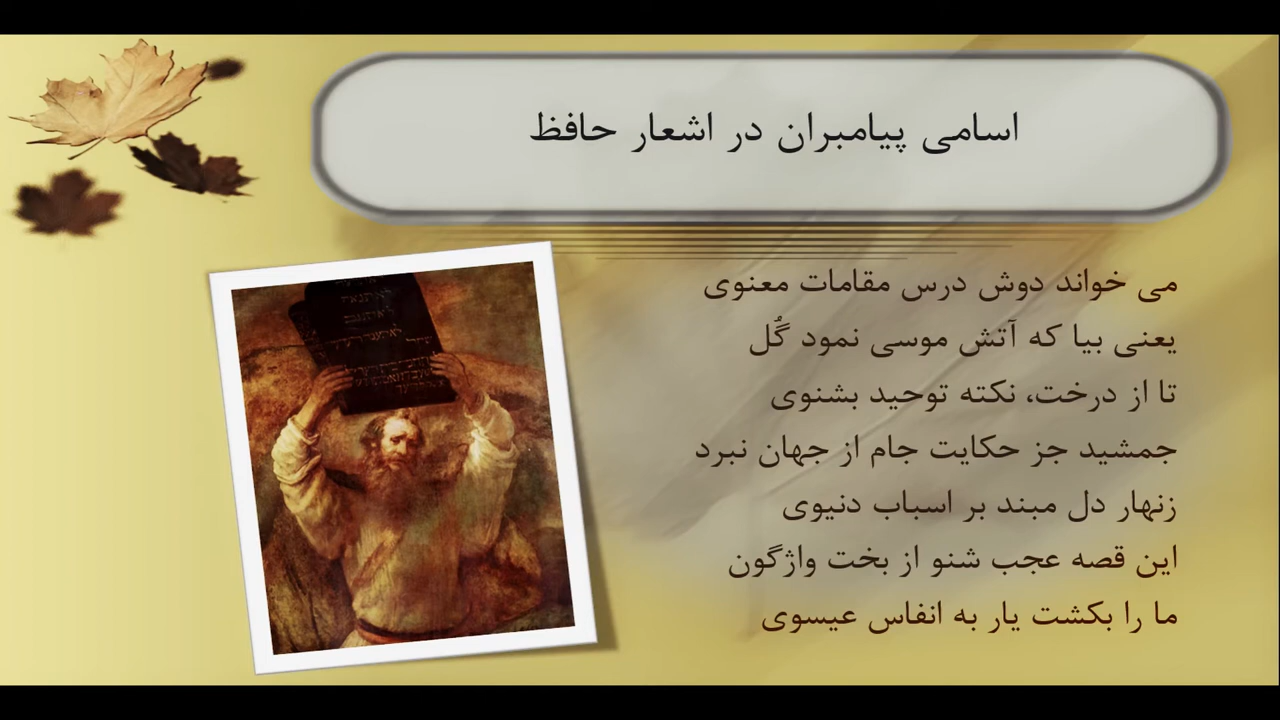 اسامی پیامبران در اشعار حافظ
می خواند دوش درس مقامات معنوی
یعنی بیا که آتش موسی نمود گُل
تا از درخت، نکته توحید بشنوی
جمشید جز حکایت جام از جهان نبرد
زنهار دل مبند بر اسباب دنیوی
این قصه عجب شنو از بخت واژگون
ما را بکشت یار به انفاس عیسوی